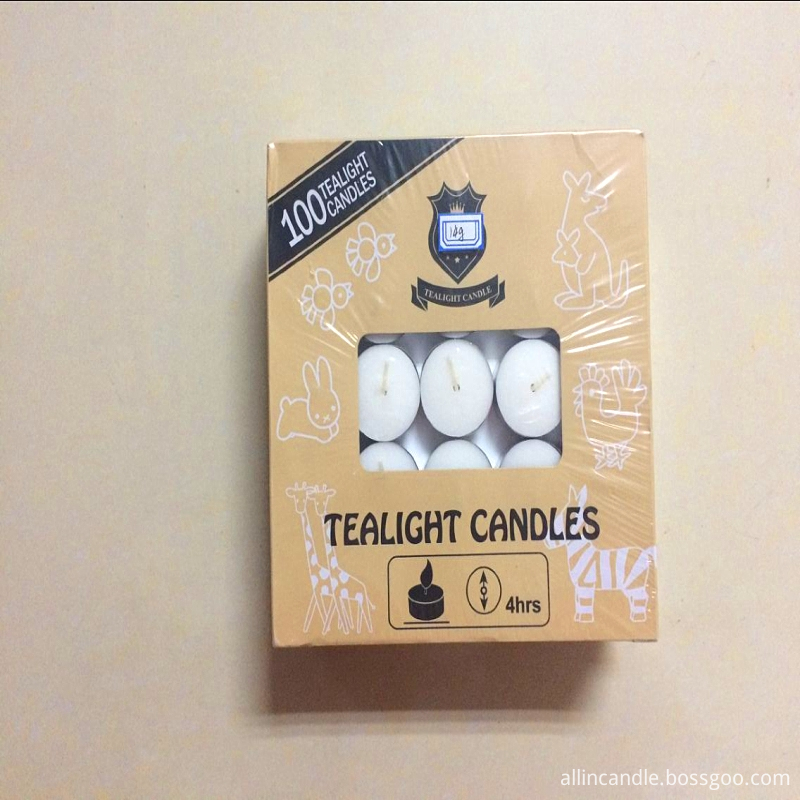 100 TEALIGHT
CANDLES
14g
TEALIGHT CANDLE
TEALIGHT CANDLES
4hrs
allincandle.bossgoo.com